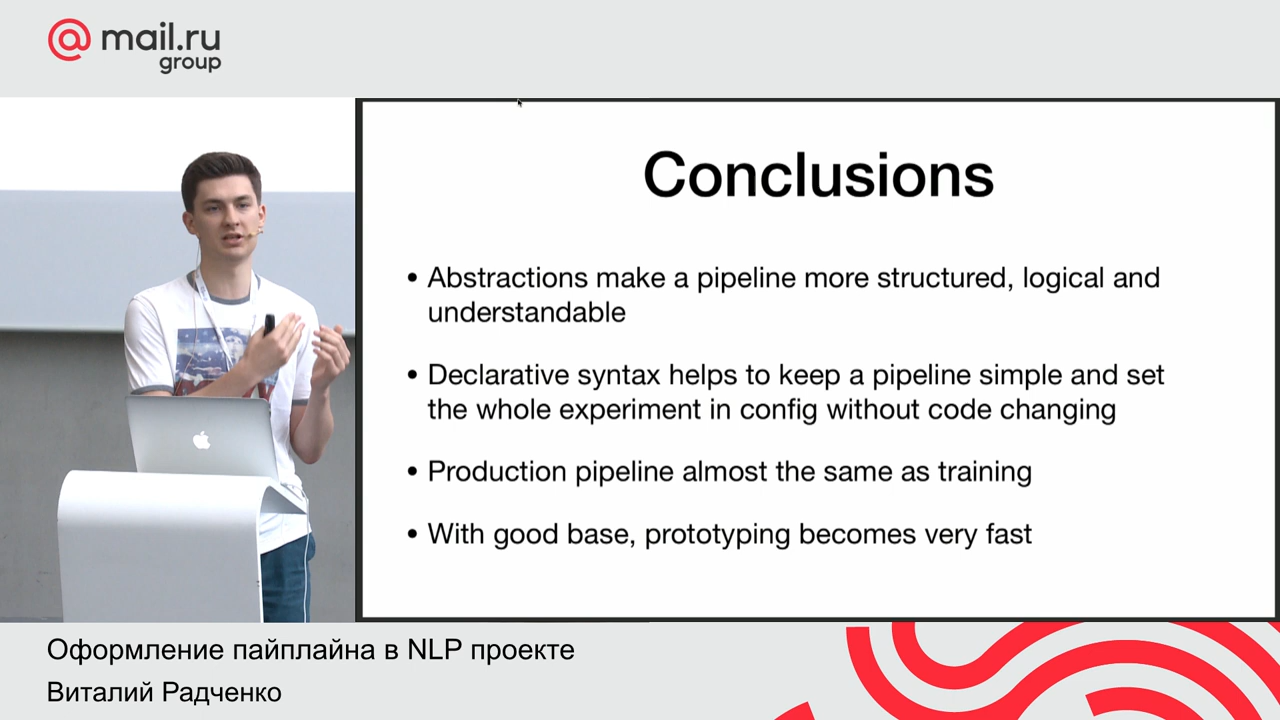 @mail.ru
group
Conclusions
• Abstractions make a pipeline more structured, logical and
understandable
• Declarative syntax helps to keep a pipeline simple and set
the whole experiment in config without code changing
• Production pipeline almost the same as training
• With good base, prototyping becomes very fast
Оформление пайплайна в NLP проекте
Виталий Радченко